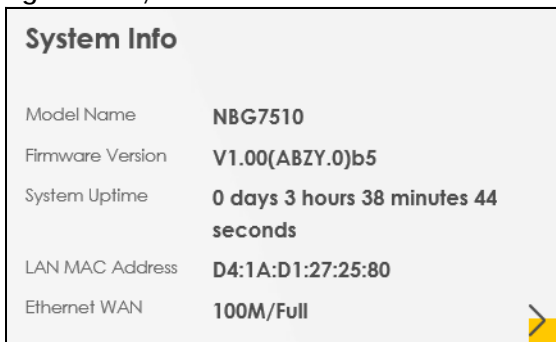 System Info
Model Name NBG7510
Firmware Version V1.00(ABZY.0)b5
System Uptime 0 days 3 hours 38 minutes 44
seconds
LAN MAC Address D4:1A:D1:27:25:80
Ethernet WAN 100M/Full